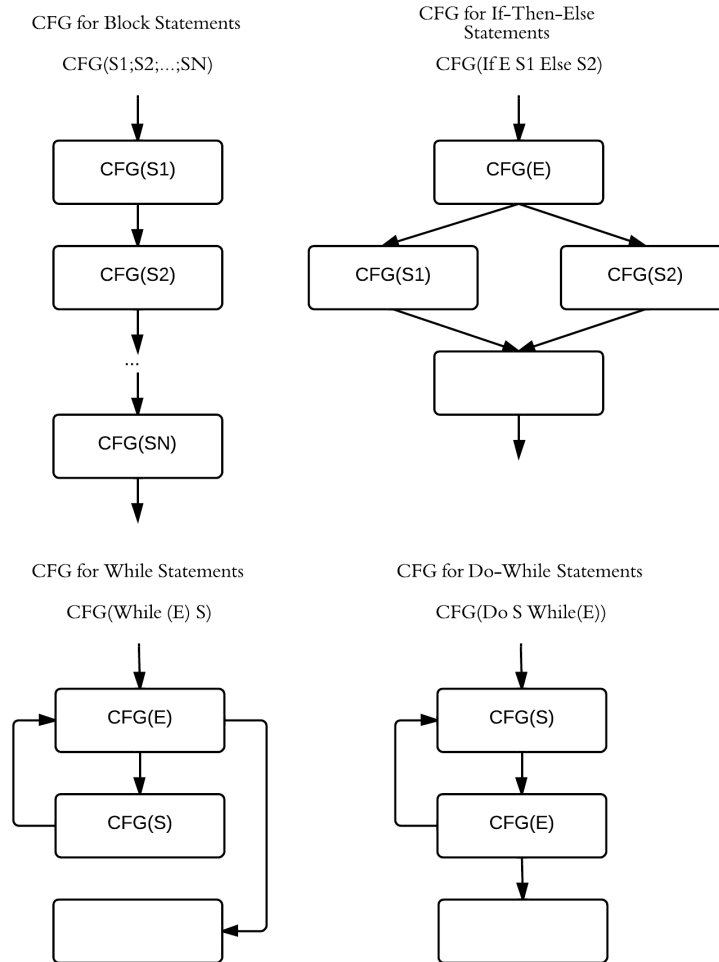 CFG for Block Statements
CFG(S1;S2;...;SN)
CFG(S1)
CFG(S2)
...
CFG(SN)
CFG for If-Then-Else
Statements
CFG(If E S1 Else S2)
CFG(E)
CFG(S1)
CFG(S2)
CFG for While Statements
CFG(While (E) S)
CFG(E)
CFG(S)
CFG for Do-While Statements
CFG(Do S While(E))
CFG(S)
CFG(E)